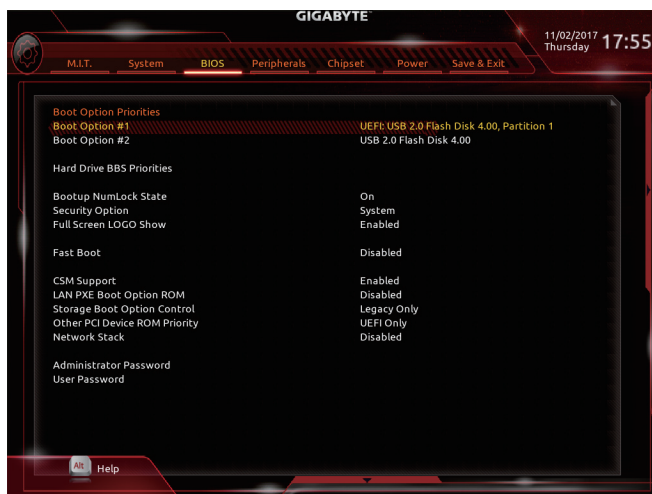 GIGABYTE
11/02/2017 17:55
Thursday
M.I.T. System BIOS Peripherals Chipset Power Save & Exit
Boot Option Priorities
Boot Option #1 UEFI: USB 2.0 Flash Disk 4.00, Partition 1
Boot Option #2 USB 2.0 Flash Disk 4.00
Hard Drive BBS Priorities
Bootup NumLock State On
Security Option System
Full Screen LOGO Show Enabled
Fast Boot Disabled
CSM Support Enabled
LAN PXE Boot Option ROM Disabled
Storage Boot Option Control Legacy Only
Other PCI Device ROM Priority UEFI Only
Network Stack Disabled
Administrator Password
User Password
Alt Help